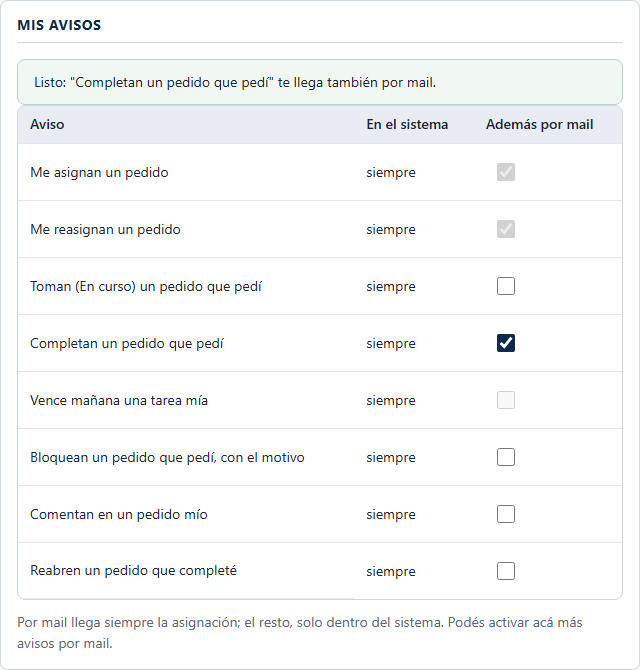 MIS AVISOS
Listo: "Completan un pedido que pedí" te llega también por mail.
Aviso En el sistema Además por mail
Me asignan un pedido siempre
Me reasignan un pedido siempre
Toman (En curso) un pedido que pedí siempre
Completan un pedido que pedí siempre
Vence mañana una tarea mía siempre
Bloquean un pedido que pedí, con el motivo siempre
Comentan en un pedido mío siempre
Reabren un pedido que completé siempre
Por mail llega siempre la asignación; el resto, solo dentro del sistema. Podés activar acá más
avisos por mail.